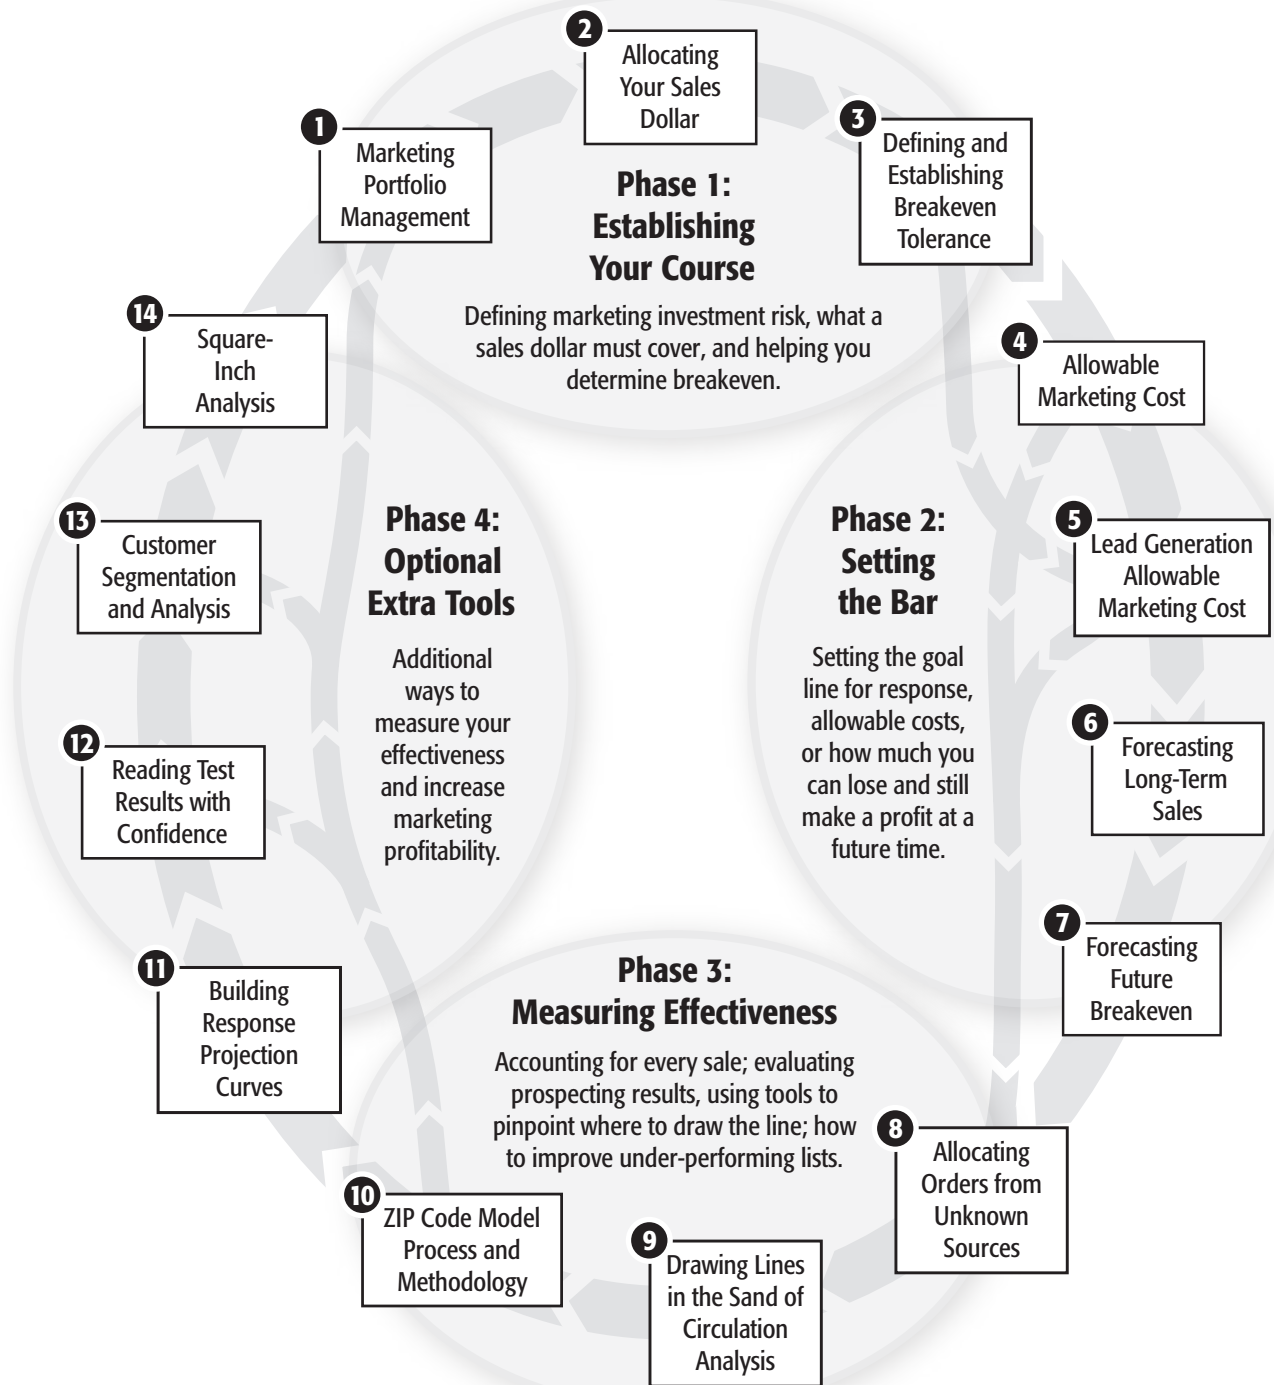 2
Allocating
Your Sales
Dollar
1
Marketing
Portfolio
Management
3
Defining and
Establishing
Breakeven
Tolerance
Phase 1:
Establishing
Your Course
Defining marketing investment risk, what a
sales dollar must cover, and helping you
determine breakeven.
14
Square-
Inch
Analysis
4
Allowable
Marketing Cost
13
Customer
Segmentation
and Analysis
Phase 4:
Optional
Extra Tools
Additional
ways to
measure your
effectiveness
and increase
marketing
profitability.
Phase 2:
Setting
the Bar
Setting the goal
line for response,
allowable costs,
or how much you
can lose and still
make a profit at a
future time.
5
Lead Generation
Allowable
Marketing Cost
12
Reading Test
Results with
Confidence
6
Forecasting
Long-Term
Sales
7
Forecasting
Future
Breakeven
11
Building
Response
Projection
Curves
Phase 3:
Measuring Effectiveness
Accounting for every sale; evaluating
prospecting results, using tools to
pinpoint where to draw the line; how
to improve under-performing lists.
8
Allocating
Orders from
Unknown
Sources
10
ZIP Code Model
Process and
Methodology
9
Drawing Lines
in the Sand of
Circulation
Analysis